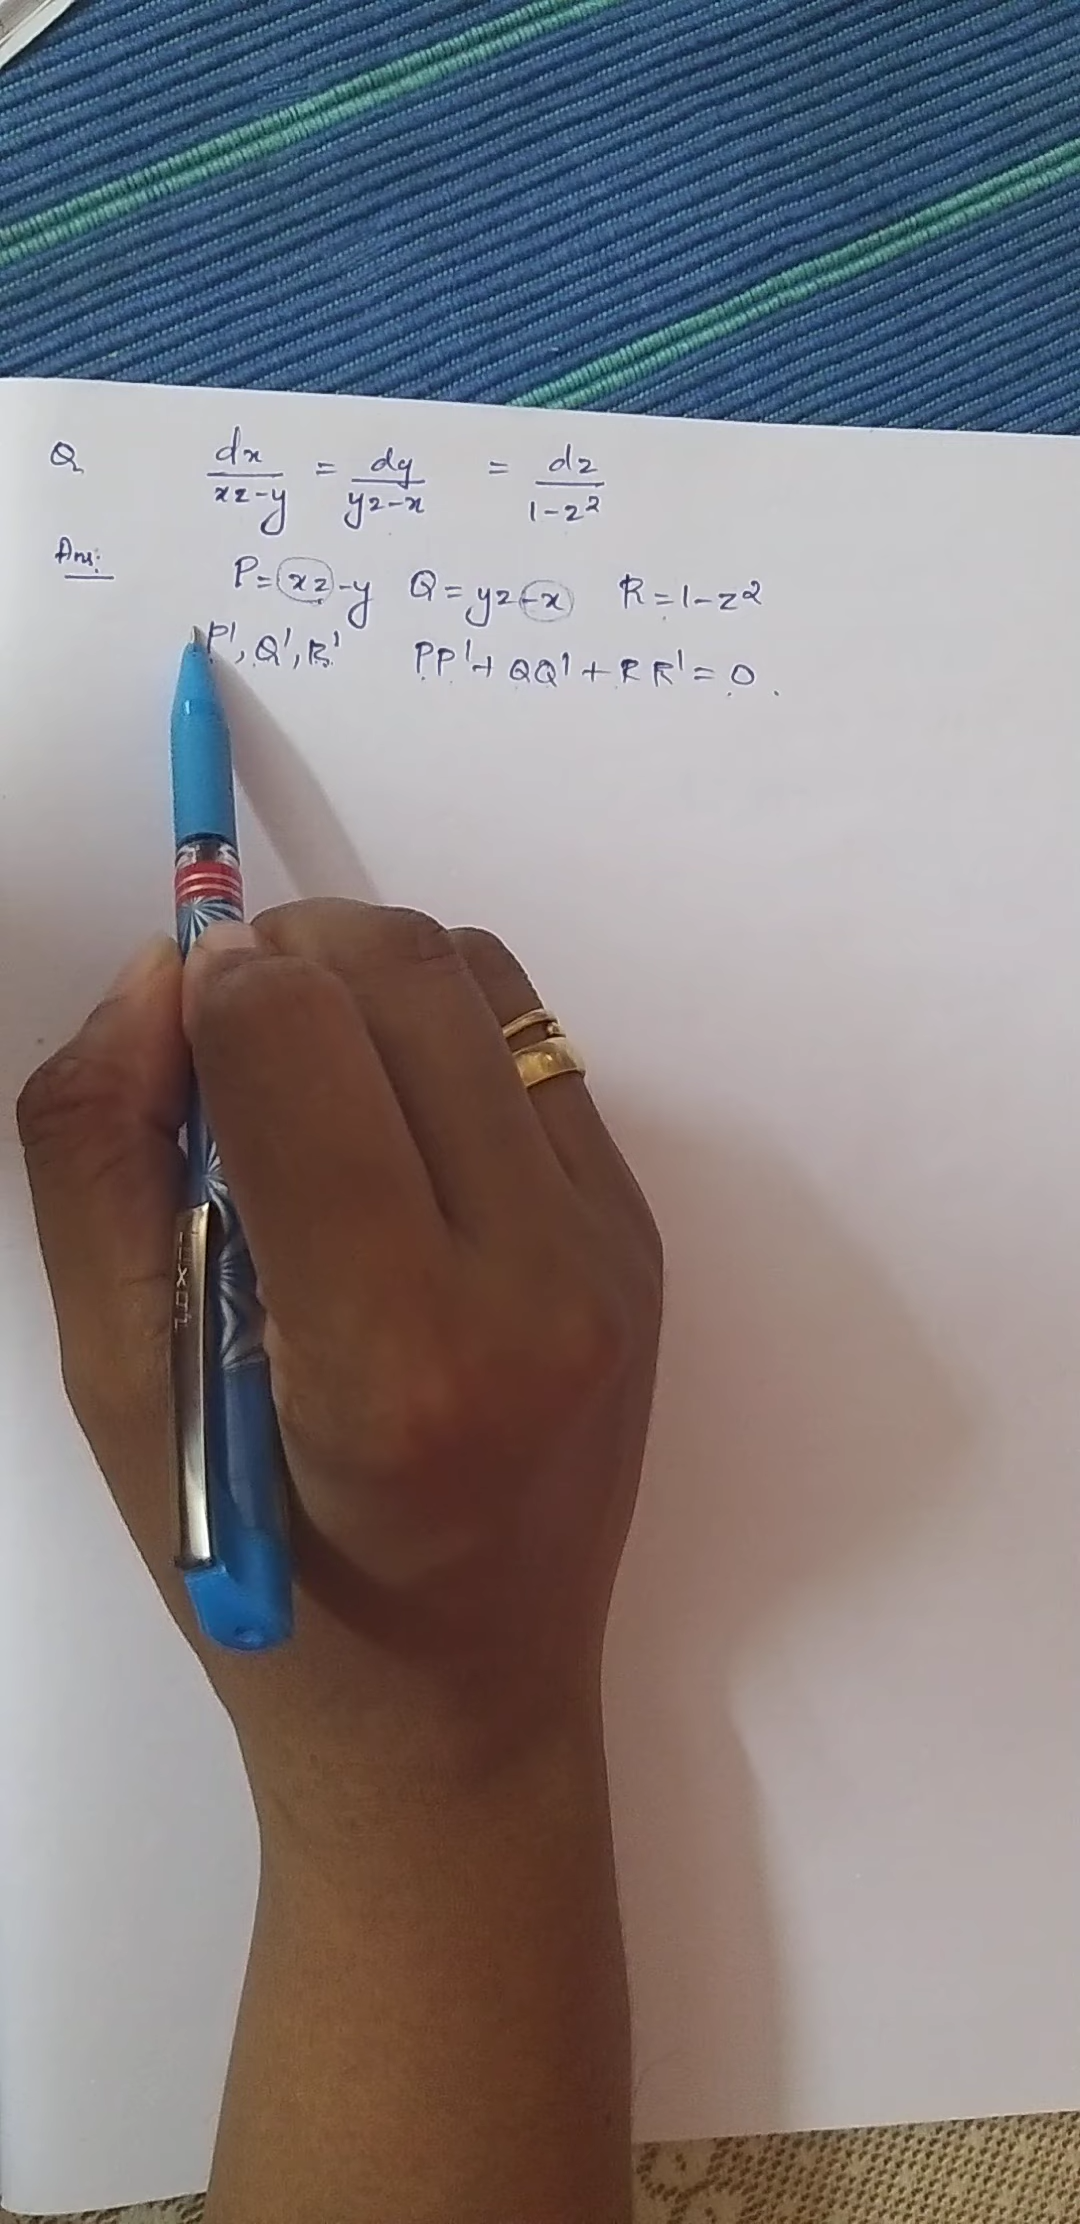 Q dx/xz-y = dy/yz-x = dz/1-z²
Ans: P=xz-y Q=yz-x R=1-z²
P', Q', R' PP'+QQ'+RR'=0.